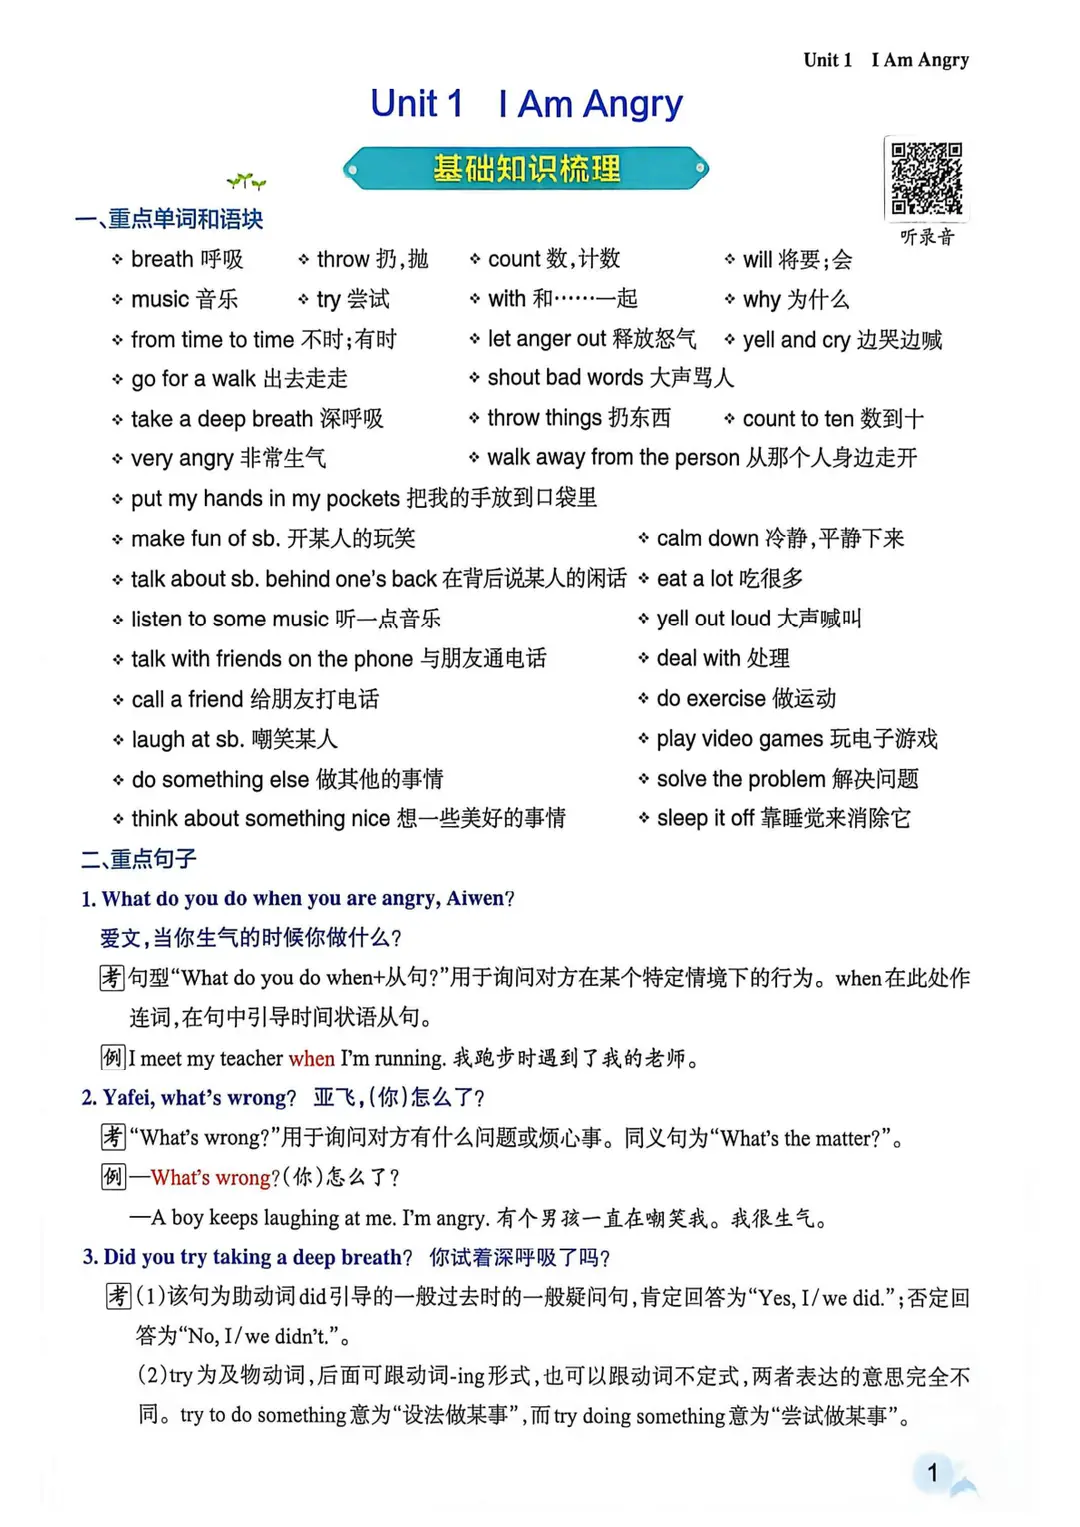 Unit 1 I Am Angry
Unit 1 I Am Angry
基础知识梳理
听录音
一、重点单词和语块
❖ breath 呼吸 ❖ throw 扔,抛 ❖ count 数,计数 ❖ will 将要;会
❖ music 音乐 ❖ try 尝试 ❖ with 和……一起 ❖ why 为什么
❖ from time to time 不时;有时 ❖ let anger out 释放怒气 ❖ yell and cry 边哭边喊
❖ go for a walk 出去走走 ❖ shout bad words 大声骂人
❖ take a deep breath 深呼吸 ❖ throw things 扔东西 ❖ count to ten 数到十
❖ very angry 非常生气 ❖ walk away from the person 从那个人身边走开
❖ put my hands in my pockets 把我的手放到口袋里
❖ make fun of sb. 开某人的玩笑 ❖ calm down 冷静,平静下来
❖ talk about sb. behind one's back 在背后说某人的闲话 ❖ eat a lot 吃很多
❖ listen to some music 听一点音乐 ❖ yell out loud 大声喊叫
❖ talk with friends on the phone 与朋友通电话 ❖ deal with 处理
❖ call a friend 给朋友打电话 ❖ do exercise 做运动
❖ laugh at sb. 嘲笑某人 ❖ play video games 玩电子游戏
❖ do something else 做其他的事情 ❖ solve the problem 解决问题
❖ think about something nice 想一些美好的事情 ❖ sleep it off 靠睡觉来消除它
二、重点句子
1. What do you do when you are angry, Aiwen?
爱文,当你生气的时候你做什么?
考 句型“What do you do when+从句?”用于询问对方在某个特定情境下的行为。when在此处作
连词,在句中引导时间状语从句。
例 I meet my teacher when I'm running. 我跑步时遇到了我的老师。
2. Yafei, what's wrong? 亚飞,(你)怎么了?
考 “What's wrong?”用于询问对方有什么问题或烦心事。同义句为“What's the matter?”。
例 —What's wrong?(你)怎么了?
—A boy keeps laughing at me. I'm angry. 有个男孩一直在嘲笑我。我很生气。
3. Did you try taking a deep breath? 你试着深呼吸了吗?
考 (1)该句为助动词did引导的一般过去时的一般疑问句,肯定回答为“Yes, I/we did.”;否定回
答为“No, I/we didn't.”。
(2)try为及物动词,后面可跟动词-ing形式,也可以跟动词不定式,两者表达的意思完全不
同。try to do something意为“设法做某事”,而try doing something意为“尝试做某事”。
1